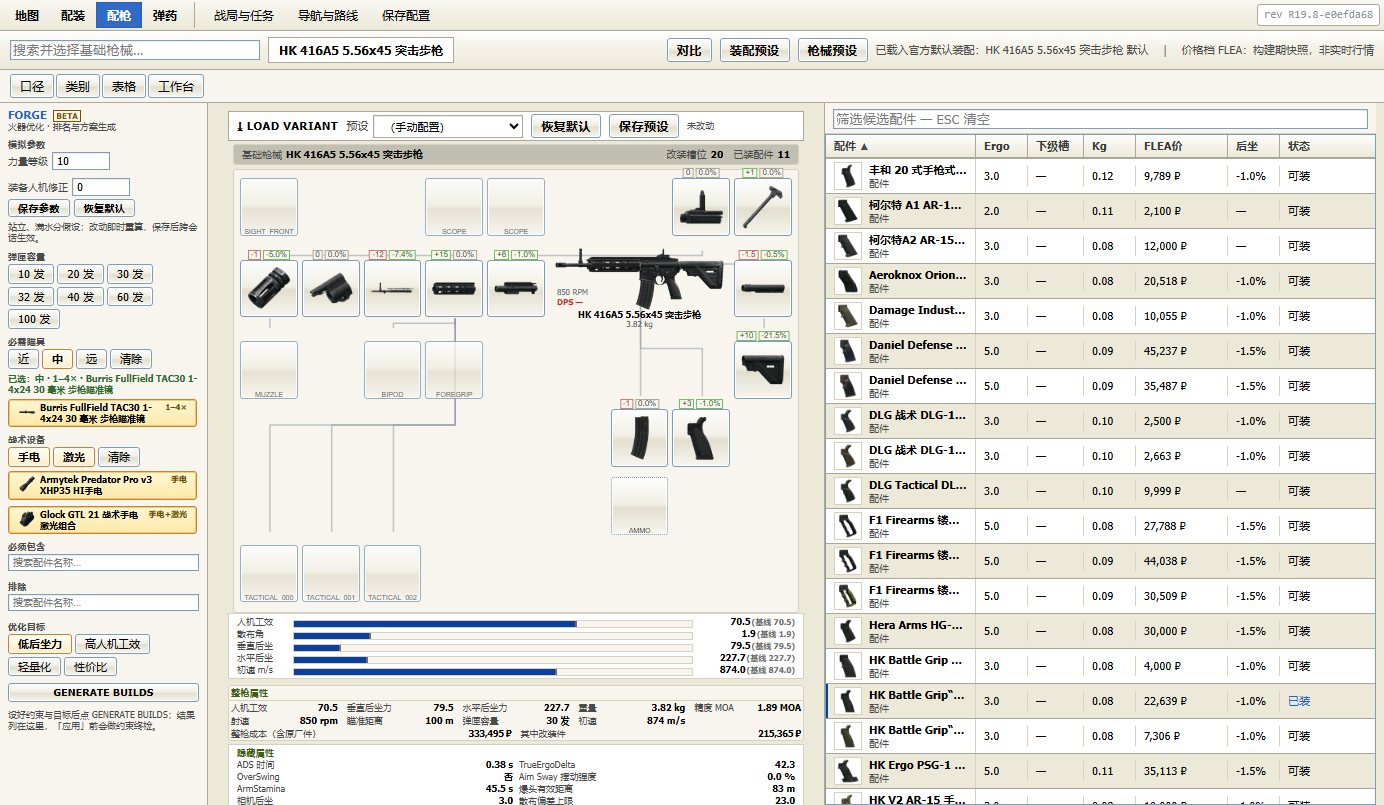 地图 配装 配枪 弹药 战局与任务 导航与路线 保存配置 rev R19.8-e0efda68
搜索并选择基础枪械... HK 416A5 5.56x45 突击步枪 对比 装配预设 枪械预设 已载入官方默认装配：HK 416A5 5.56x45 突击步枪 默认 | 价格档 FLEA：构建期快照，非实时行情
口径 类别 表格 工作台
FORGE BETA
火器优化 · 排名与方案生成
模拟参数
力量等级 10
装备人机修正 0
保存参数 恢复默认
站立、满水分假设；改动即时重算，保存后跨会
话生效。
弹匣容量
10 发 20 发 30 发
32 发 40 发 60 发
100 发
必需瞄具
近 中 远 清除
已选：中 · 1–4× · Burris FullField TAC30 1-
4x24 30 毫米 步枪瞄准镜
Burris FullField TAC30 1- 1–4×
4x24 30 毫米 步枪瞄准镜
战术设备
手电 激光 清除
Armytek Predator Pro v3 手电
XHP35 HI手电
Glock GTL 21 战术手电 手电+激光
激光组合
必须包含
搜索配件名称...
排除
搜索配件名称...
优化目标
低后坐力 高人机工效
轻量化 性价比
GENERATE BUILDS
设好约束与目标后点 GENERATE BUILDS；结果
列在这里，「应用」前会做约束终检。
⤓ LOAD VARIANT 预设 (手动配置) 恢复默认 保存预设 未改动
基础枪械 HK 416A5 5.56x45 突击步枪 改装槽位 20 已装配件 11
0 0.0% +1 0.0%
SIGHT_FRONT SCOPE SCOPE
-1 -5.0% 0 0.0% -12 -7.4% +15 0.0% +6 -1.0% -1.5 -0.5%
850 RPM
DPS —
HK 416A5 5.56x45 突击步枪
3.82 kg
+10 -21.5%
MUZZLE BIPOD FOREGRIP
-1 0.0% +3 -1.0%
AMMO
TACTICAL_000 TACTICAL_001 TACTICAL_002
人机工效 70.5(基线 70.5)
散布角 1.9(基线 1.9)
垂直后坐 79.5(基线 79.5)
水平后坐 227.7(基线 227.7)
初速 m/s 874.0(基线 874.0)
整枪属性
人机工效 70.5 垂直后坐力 79.5 水平后坐力 227.7 重量 3.82 kg 精度 MOA 1.89 MOA
射速 850 rpm 瞄准距离 100 m 弹匣容量 30 发 初速 874 m/s
整枪成本（含原厂件） 333,495₽ 其中改装件 215,365₽
隐藏属性
ADS 时间 0.38 s TrueErgoDelta 42.3
OverSwing 否 Aim Sway 摆动强度 0.0 %
ArmStamina 45.5 s 爆头有效距离 83 m
相机后坐 3.0 散布偏差上限 23.0
筛选候选配件 — ESC 清空
配件 ▲ Ergo 下级槽 Kg FLEA价 后坐 状态
丰和 20 式手枪式... 3.0 — 0.12 9,789 ₽ -1.0% 可装
配件
柯尔特 A1 AR-1... 2.0 — 0.11 2,100 ₽ — 可装
配件
柯尔特A2 AR-15... 3.0 — 0.08 12,000 ₽ — 可装
配件
Aeroknox Orion... 3.0 — 0.08 20,518 ₽ -1.0% 可装
配件
Damage Indust... 3.0 — 0.08 10,055 ₽ -1.0% 可装
配件
Daniel Defense ... 5.0 — 0.09 45,237 ₽ -1.5% 可装
配件
Daniel Defense ... 5.0 — 0.09 35,487 ₽ -1.5% 可装
配件
DLG 战术 DLG-1... 3.0 — 0.10 2,500 ₽ -1.0% 可装
配件
DLG 战术 DLG-1... 3.0 — 0.10 2,663 ₽ -1.0% 可装
配件
DLG Tactical DL... 3.0 — 0.10 9,999 ₽ — 可装
配件
F1 Firearms 镂... 5.0 — 0.08 27,788 ₽ -1.5% 可装
配件
F1 Firearms 镂... 5.0 — 0.08 44,038 ₽ -1.5% 可装
配件
F1 Firearms 镂... 5.0 — 0.09 30,509 ₽ -1.5% 可装
配件
Hera Arms HG-... 5.0 — 0.08 30,000 ₽ -1.5% 可装
配件
HK Battle Grip ... 3.0 — 0.08 4,000 ₽ -1.0% 可装
配件
HK Battle Grip“... 3.0 — 0.08 22,639 ₽ -1.0% 已装
配件
HK Battle Grip“... 3.0 — 0.08 7,306 ₽ -1.0% 可装
配件
HK Ergo PSG-1 ... 5.0 — 0.11 35,113 ₽ -1.5% 可装
配件
HK V2 AR-15 手...